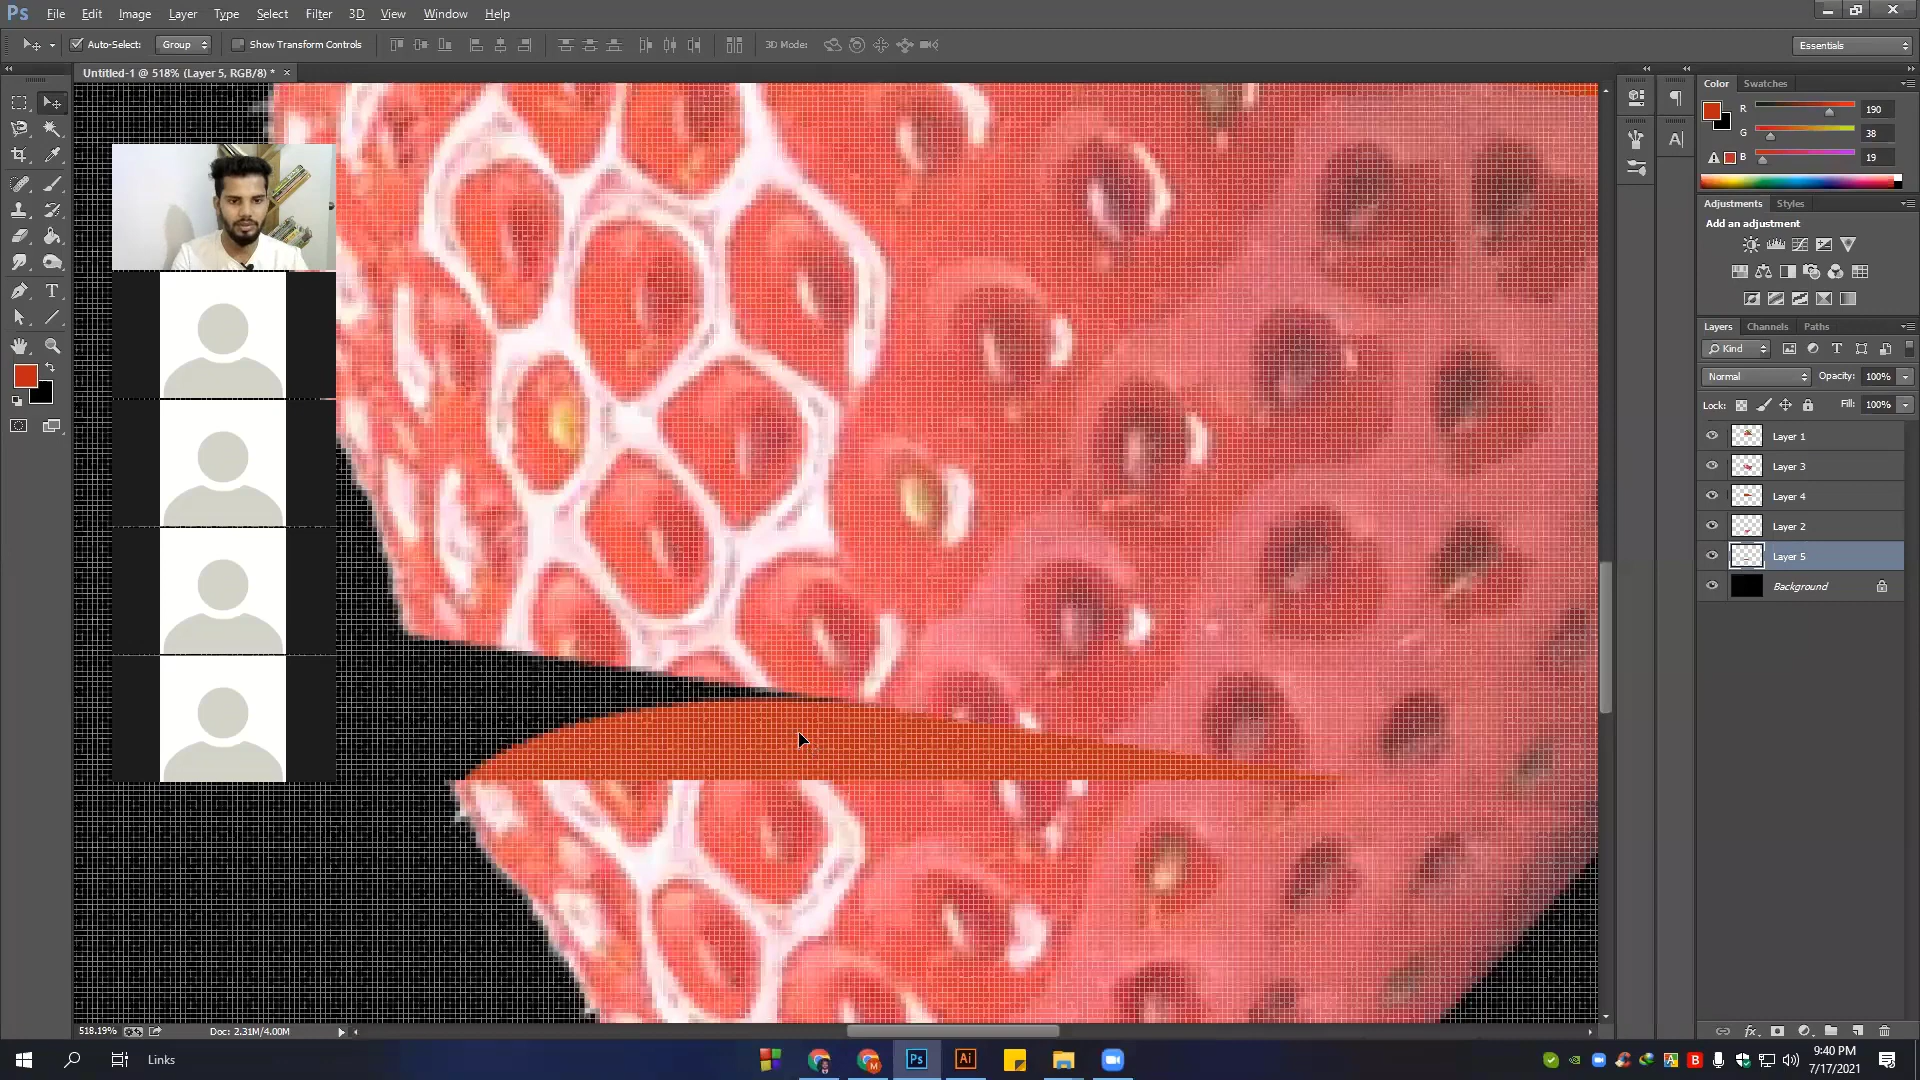 Ps File Edit Image Layer Type Select Filter 3D View Window Help
Auto-Select: Group Show Transform Controls 3D Mode: Essentials
Untitled-1 @ 518% (Layer 5, RGB/8) * ×
Color Swatches
R 190
G 38
B 19
Adjustments Styles
Add an adjustment
Layers Channels Paths
Kind
Normal Opacity: 100%
Lock: Fill: 100%
Layer 1
Layer 3
Layer 4
Layer 2
Layer 5
Background
518.19% Doc: 2.31M/4.00M
Links
Ps Ai
9:40 PM
7/17/2021